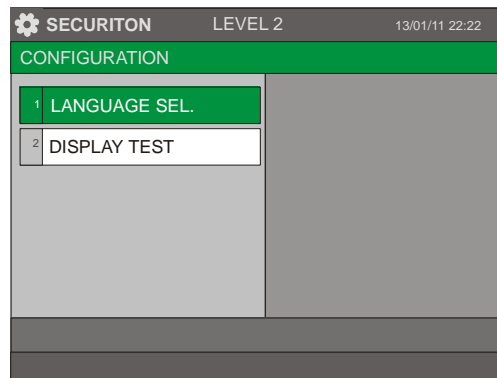 SECURITON LEVEL 2 13/01/11 22:22
CONFIGURATION
1 LANGUAGE SEL.
2 DISPLAY TEST